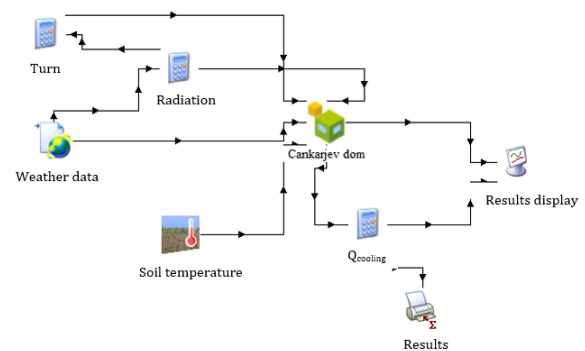 Turn
Radiation
Weather data
Cankarjev dom
Results display
Soil temperature
Qcooling
Σ
Results